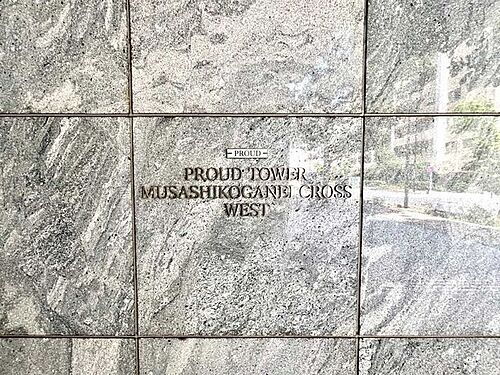 PROUD
PROUD TOWER
MUSASHIKOGANEI CROSS
WEST